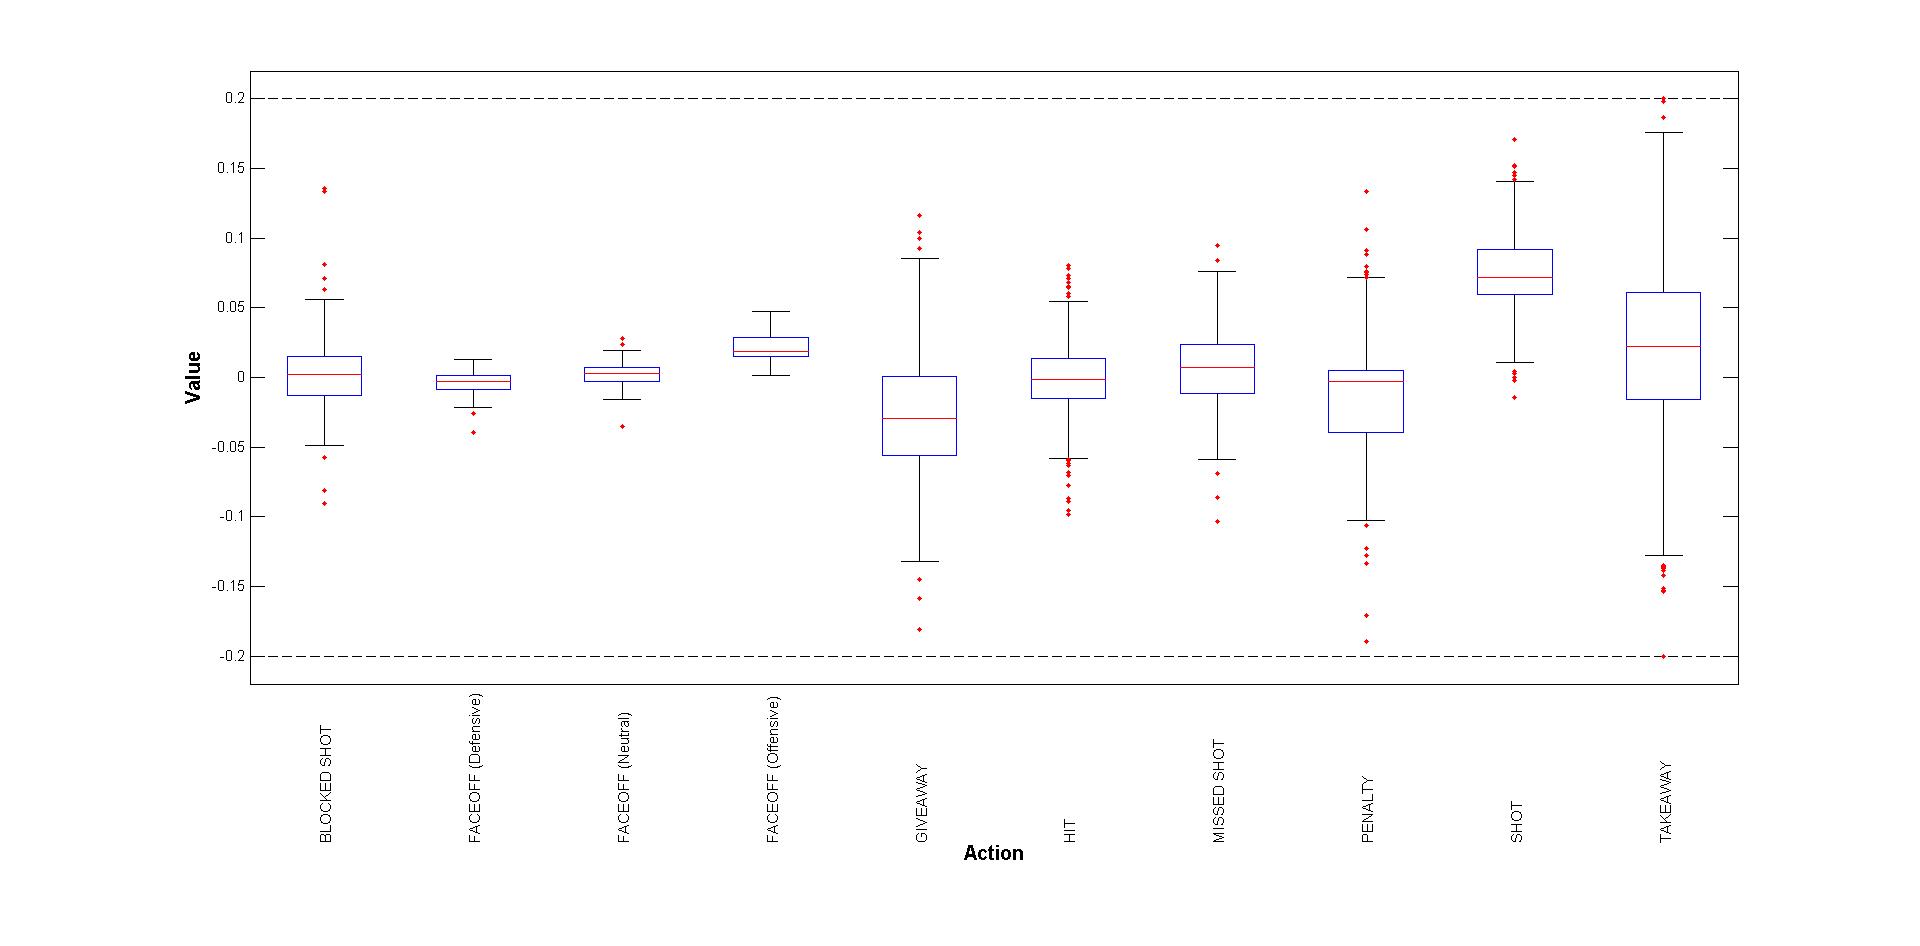 0.2
0.15
0.1
0.05
0
-0.05
-0.1
-0.15
-0.2
Value
BLOCKED SHOT
FACEOFF (Defensive)
FACEOFF (Neutral)
FACEOFF (Offensive)
GIVEAWAY
HIT
MISSED SHOT
PENALTY
SHOT
TAKEAWAY
Action